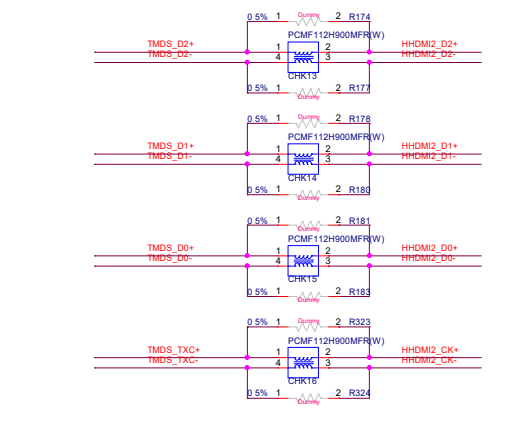 0 5% 1 Dummy 2 R174
PCMF112H900MFR(W)
TMDS_D2+ 1 2 HHDMI2_D2+
TMDS_D2- 4 3 HHDMI2_D2-
CHK13
0 5% 1 2 R177
Dummy
0 5% 1 Dummy 2 R178
PCMF112H900MFR(W)
TMDS_D1+ 1 2 HHDMI2_D1+
TMDS_D1- 4 3 HHDMI2_D1-
CHK14
0 5% 1 2 R180
Dummy
0 5% 1 Dummy 2 R181
PCMF112H900MFR(W)
TMDS_D0+ 1 2 HHDMI2_D0+
TMDS_D0- 4 3 HHDMI2_D0-
CHK15
0 5% 1 2 R183
Dummy
0 5% 1 Dummy 2 R323
PCMF112H900MFR(W)
TMDS_TXC+ 1 2 HHDMI2_CK+
TMDS_TXC- 4 3 HHDMI2_CK-
CHK16
0 5% 1 2 R324
Dummy